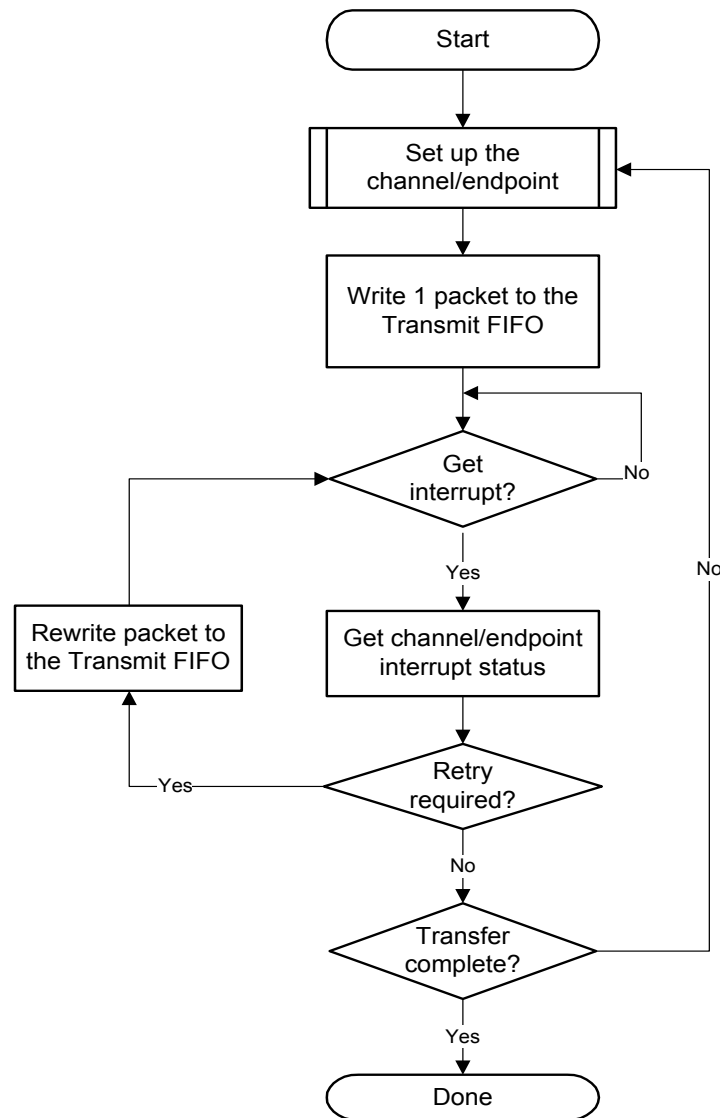 Start
Set up the
channel/endpoint
Write 1 packet to the
Transmit FIFO
Get
interrupt?
No
Yes
No
Rewrite packet to
the Transmit FIFO
Get channel/endpoint
interrupt status
Retry
required?
Yes
No
Transfer
complete?
Yes
Done